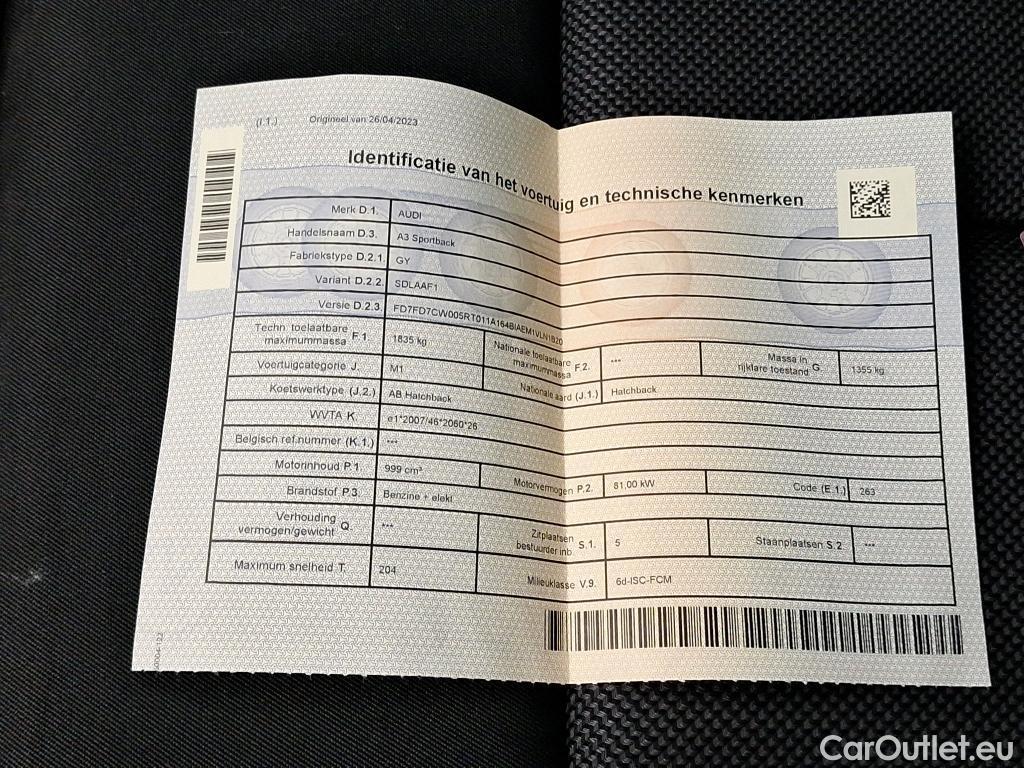 (I.1.) Origineel van 26/04/2023
Identificatie van het voertuig en technische kenmerken
Merk D.1. AUDI
Handelsnaam D.3. A3 Sportback
Fabriekstype D.2.1. GY
Variant D.2.2. SDLAAF1
Versie D.2.3. FD7FD7CW005RT011A164BIAEM1VLN1B20
Techn. toelaatbare maximummassa F.1. 1835 kg Nationale toelaatbare maximummassa F.2. *** Massa in rijklare toestand G. 1355 kg
Voertuigcategorie J. M1 Nationale aard (J.1.) Hatchback
Koetswerktype (J.2.) AB Hatchback
WVTA K. e1*2007/46*2060*26
Belgisch ref.nummer (K.1.) ***
Motorinhoud P.1. 999 cm³ Motorvermogen P.2. 81,00 kW Code (E.1.) 263
Brandstof P.3. Benzine + elekt
Verhouding vermogen/gewicht Q. *** Zitplaatsen bestuurder inb. S.1. 5 Staanplaatsen S.2 ***
Maximum snelheid T. 204 Milieuklasse V.9. 6d-ISC-FCM
CarOutlet.eu